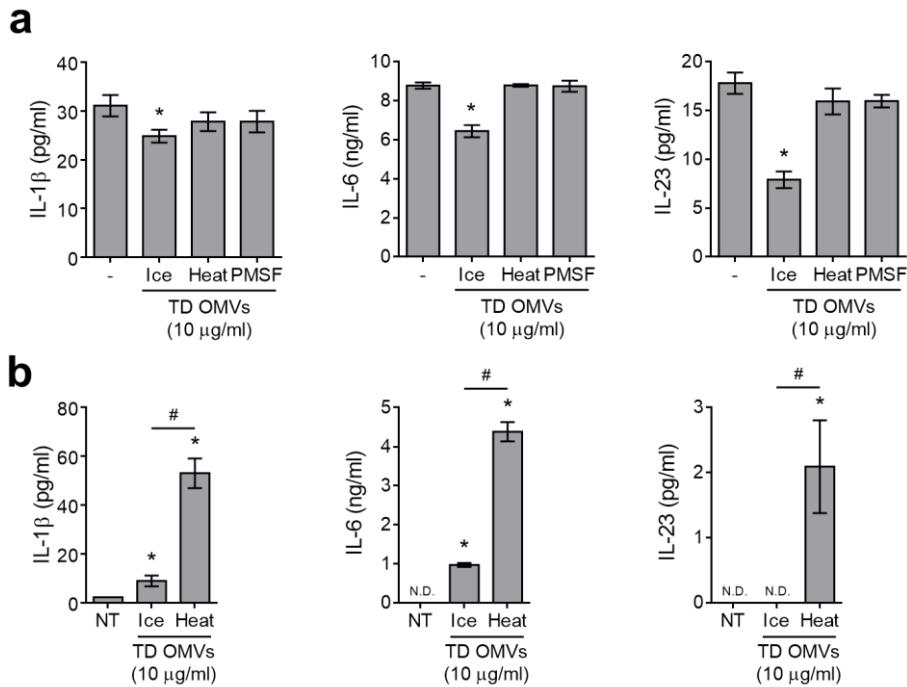 a
IL-1β (pg/ml)
40
30
20
10
0
*
- Ice Heat PMSF
TD OMVs
(10 μg/ml)
IL-6 (ng/ml)
10
8
6
4
2
0
*
- Ice Heat PMSF
TD OMVs
(10 μg/ml)
IL-23 (pg/ml)
20
15
10
5
0
*
- Ice Heat PMSF
TD OMVs
(10 μg/ml)
b
IL-1β (pg/ml)
80
60
40
20
0
#
*
*
NT Ice Heat
TD OMVs
(10 μg/ml)
IL-6 (ng/ml)
5
4
3
2
1
0
#
*
*
N.D.
NT Ice Heat
TD OMVs
(10 μg/ml)
IL-23 (pg/ml)
3
2
1
0
#
*
N.D. N.D.
NT Ice Heat
TD OMVs
(10 μg/ml)